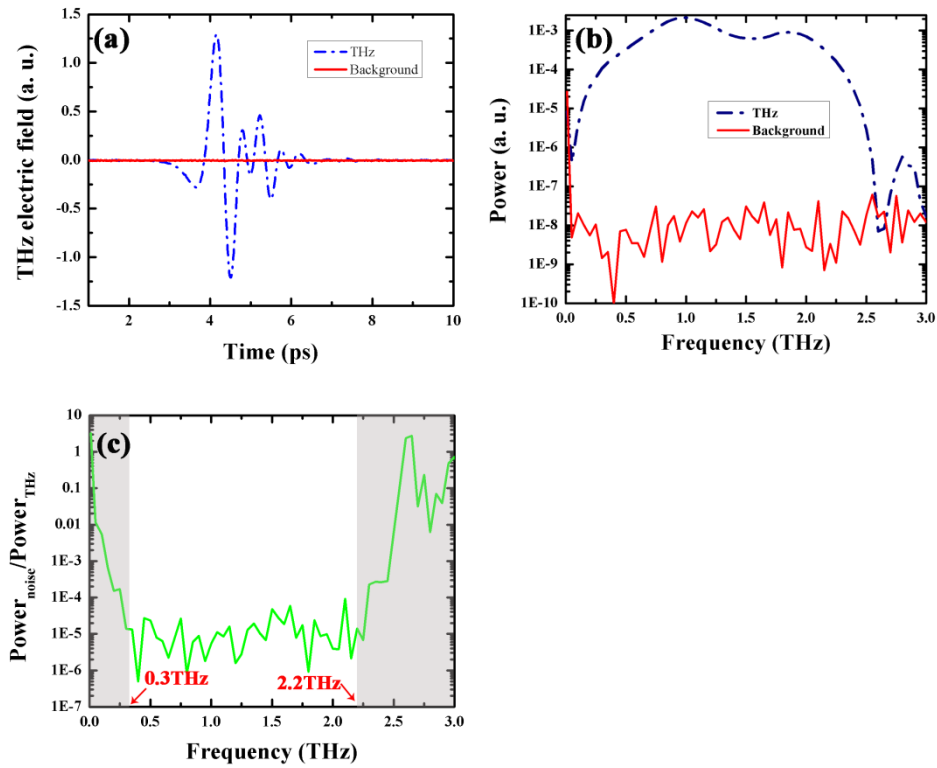 (a)
THz
Background
THz electric field (a. u.)
1.5
1.0
0.5
0.0
-0.5
-1.0
-1.5
2 4 6 8 10
Time (ps)
(b)
THz
Background
Power (a. u.)
1E-3
1E-4
1E-5
1E-6
1E-7
1E-8
1E-9
1E-10
0.0 0.5 1.0 1.5 2.0 2.5 3.0
Frequency (THz)
(c)
Power_noise/Power_THz
10
1
0.1
0.01
1E-3
1E-4
1E-5
1E-6
1E-7
0.3THz
2.2THz
0.0 0.5 1.0 1.5 2.0 2.5 3.0
Frequency (THz)